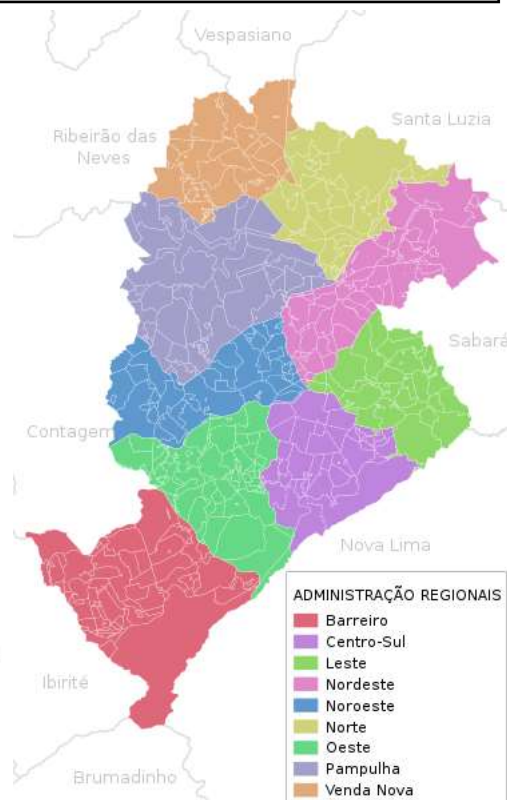 Vespasiano
Santa Luzia
Ribeirão das
Neves
Sabará
Contagem
Nova Lima
Ibirité
Brumadinho
ADMINISTRAÇÃO REGIONAIS
Barreiro
Centro-Sul
Leste
Nordeste
Noroeste
Norte
Oeste
Pampulha
Venda Nova